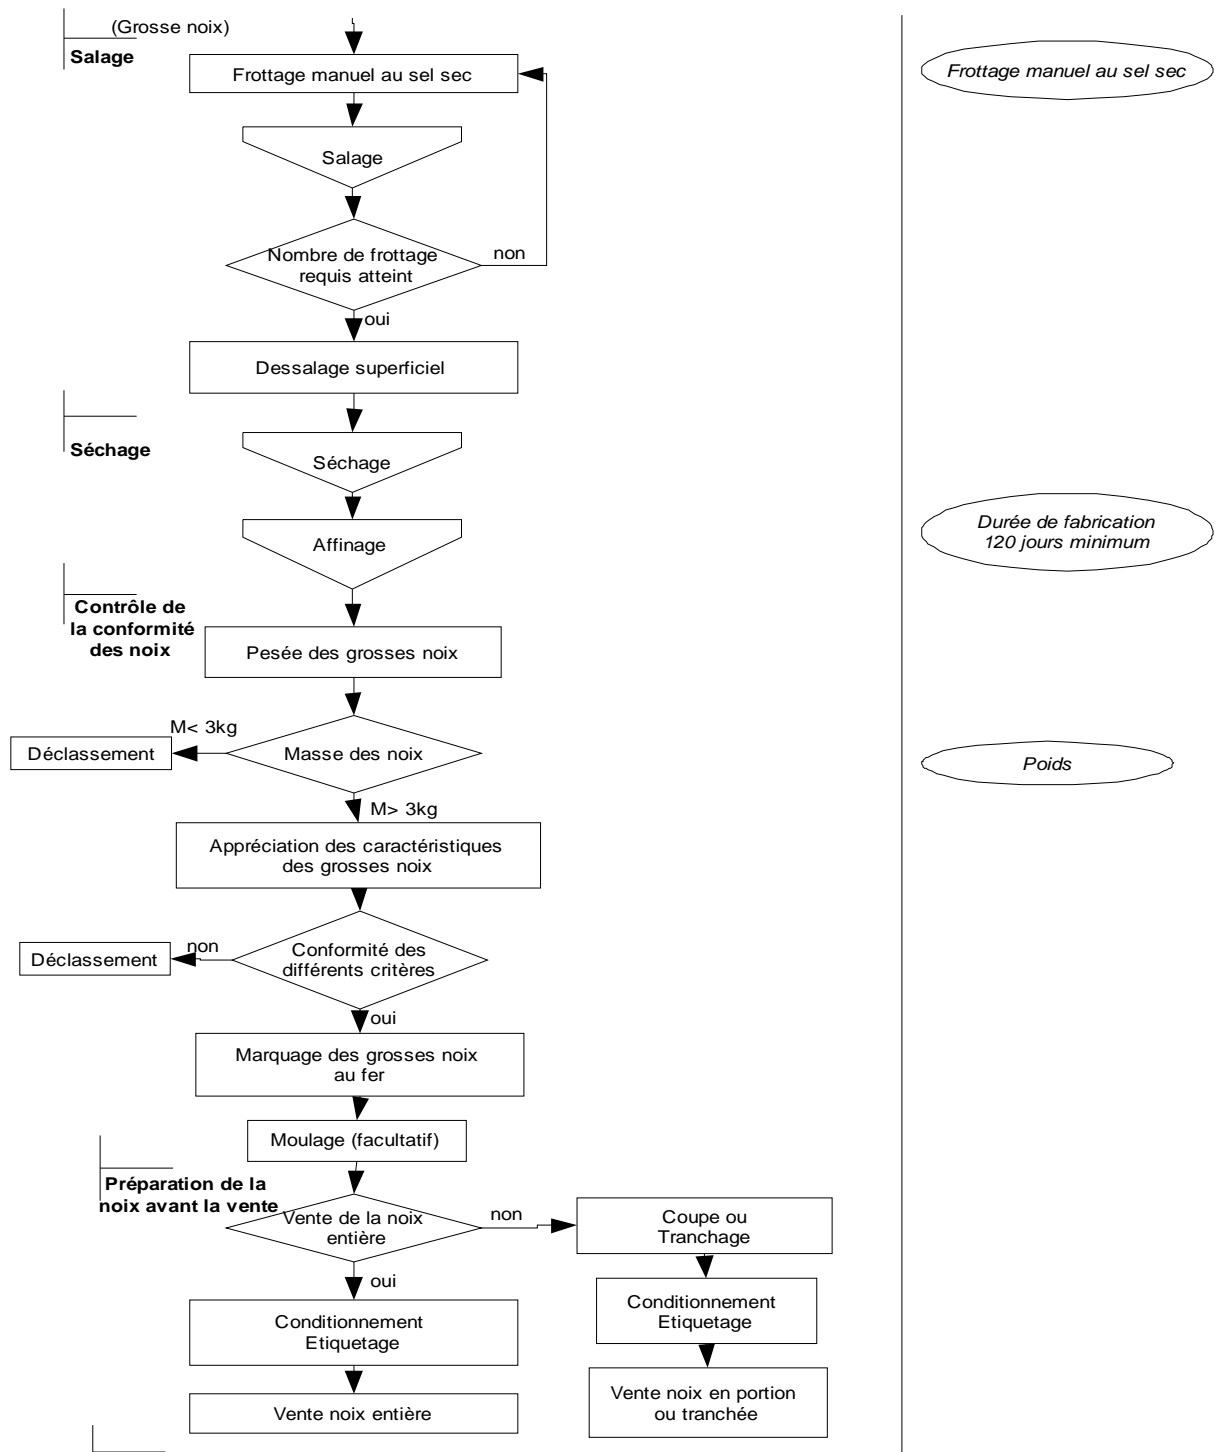 (Grosse noix)
Salage
Frottage manuel au sel sec
Frottage manuel au sel sec
Salage
Nombre de frottage
requis atteint
non
oui
Dessalage superficiel
Séchage
Séchage
Affinage
Durée de fabrication
120 jours minimum
Contrôle de
la conformité
des noix
Pesée des grosses noix
M< 3kg
Déclassement
Masse des noix
Poids
M> 3kg
Appréciation des caractéristiques
des grosses noix
Déclassement
non
Conformité des
différents critères
oui
Marquage des grosses noix
au fer
Moulage (facultatif)
Préparation de la
noix avant la vente
Vente de la noix
entière
non
Coupe ou
Tranchage
oui
Conditionnement
Etiquetage
Conditionnement
Etiquetage
Vente noix entière
Vente noix en portion
ou tranchée